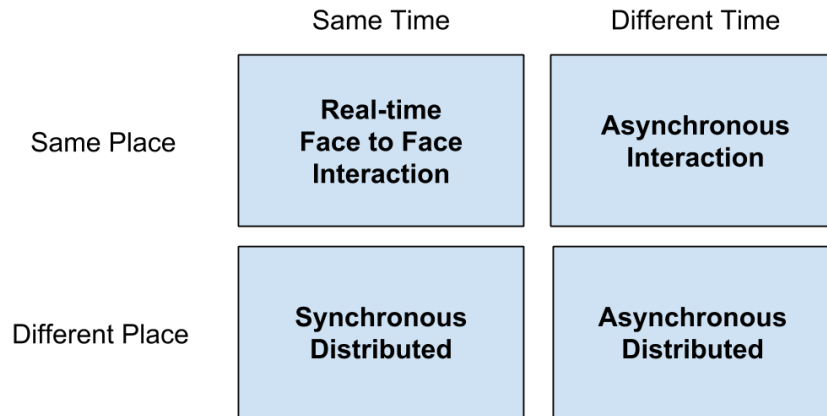 Same Time
Different Time
Same Place
Real-time
Face to Face
Interaction
Asynchronous
Interaction
Different Place
Synchronous
Distributed
Asynchronous
Distributed